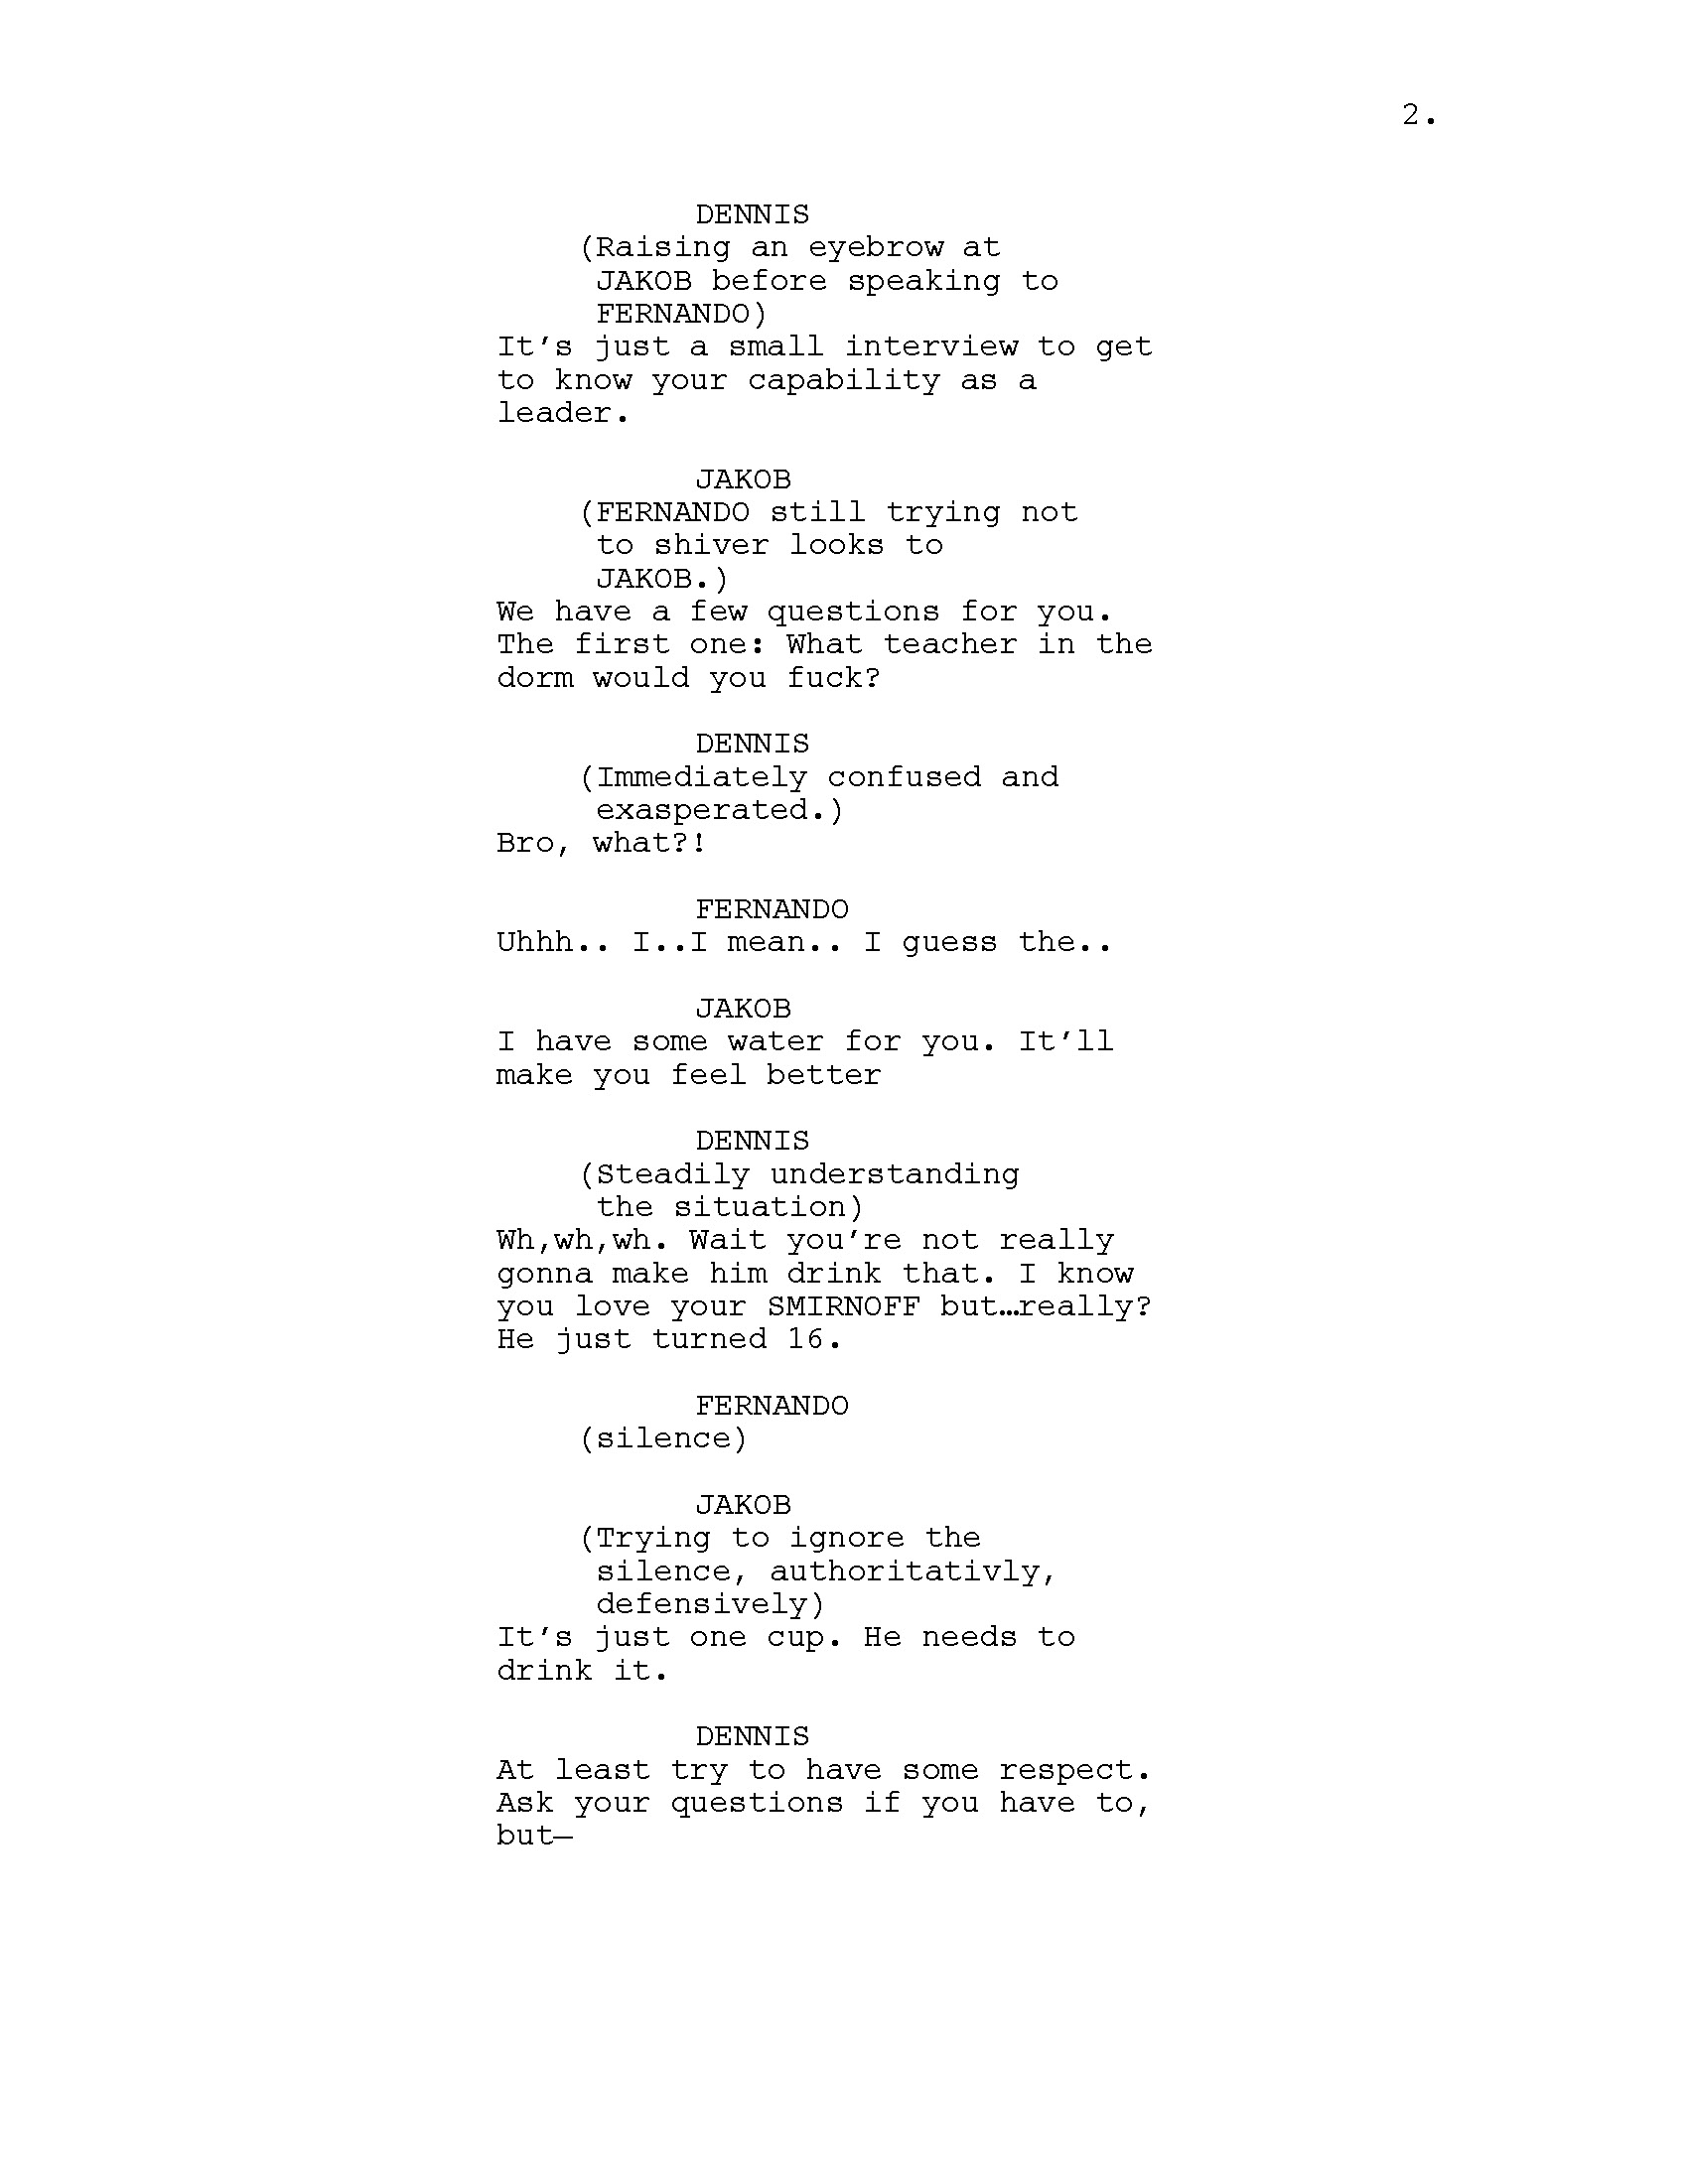 2.
DENNIS
(Raising an eyebrow at
JAKOB before speaking to
FERNANDO)
It’s just a small interview to get
to know your capability as a
leader.
JAKOB
(FERNANDO still trying not
to shiver looks to
JAKOB.)
We have a few questions for you.
The first one: What teacher in the
dorm would you fuck?
DENNIS
(Immediately confused and
exasperated.)
Bro, what?!
FERNANDO
Uhhh.. I..I mean.. I guess the..
JAKOB
I have some water for you. It’ll
make you feel better
DENNIS
(Steadily understanding
the situation)
Wh,wh,wh. Wait you’re not really
gonna make him drink that. I know
you love your SMIRNOFF but…really?
He just turned 16.
FERNANDO
(silence)
JAKOB
(Trying to ignore the
silence, authoritativly,
defensively)
It’s just one cup. He needs to
drink it.
DENNIS
At least try to have some respect.
Ask your questions if you have to,
but—